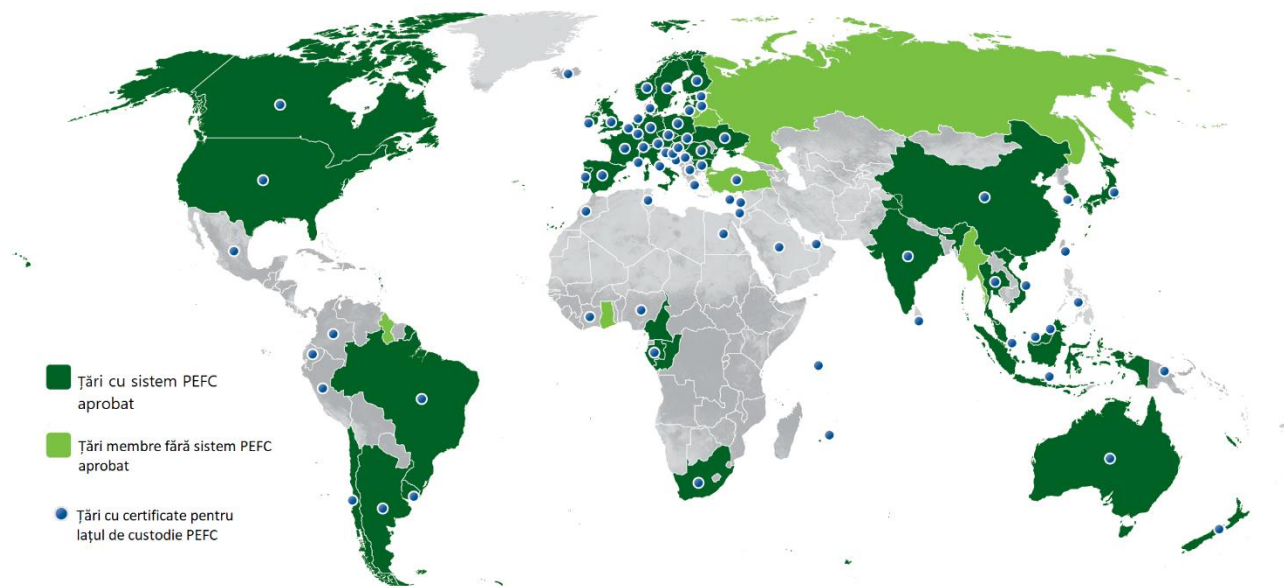 Țări cu sistem PEFC
aprobat
Țări membre fără sistem PEFC
aprobat
Țări cu certificate pentru
lațul de custodie PEFC